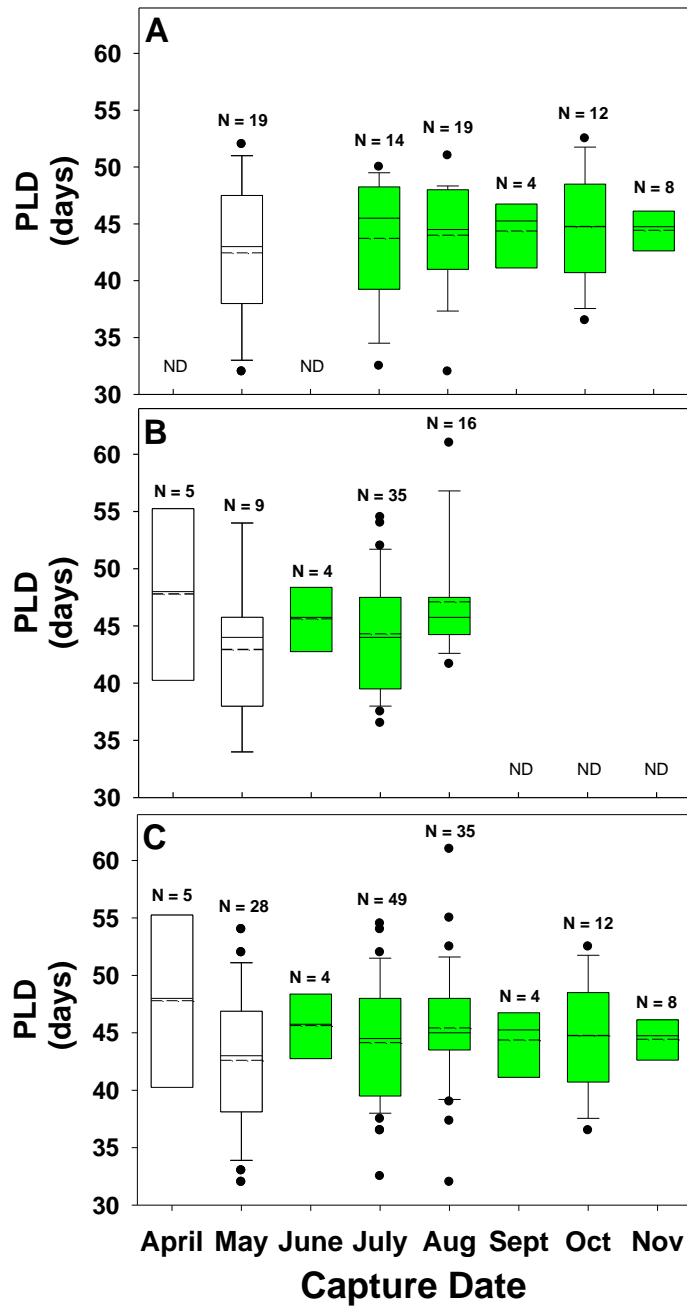 A
60
55
50
45
40
35
30
PLD
(days)
N = 19
N = 14
N = 19
N = 4
N = 12
N = 8
ND
ND
B
60
55
50
45
40
35
30
PLD
(days)
N = 5
N = 9
N = 4
N = 35
N = 16
ND
ND
ND
C
60
55
50
45
40
35
30
PLD
(days)
N = 5
N = 28
N = 4
N = 49
N = 35
N = 4
N = 12
N = 8
April May June July Aug Sept Oct Nov
Capture Date